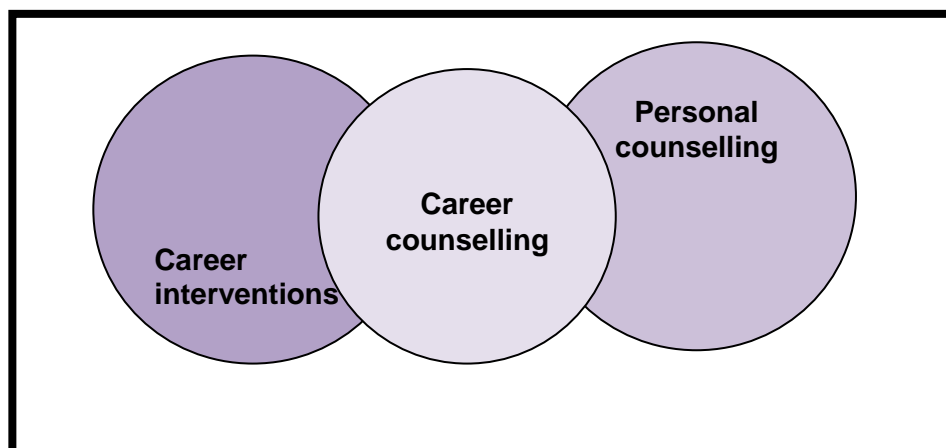 Personal
counselling
Career
counselling
Career
interventions